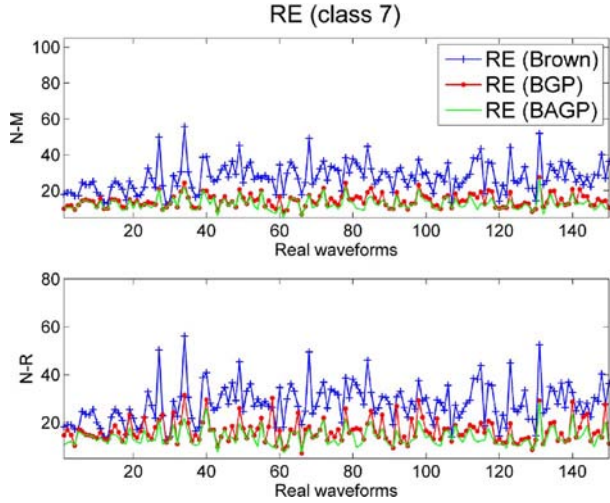 RE (class 7)
100
80
60
40
20
N-M
RE (Brown)
RE (BGP)
RE (BAGP)
20 40 60 80 100 120 140
Real waveforms
80
60
40
20
N-R
20 40 60 80 100 120 140
Real waveforms